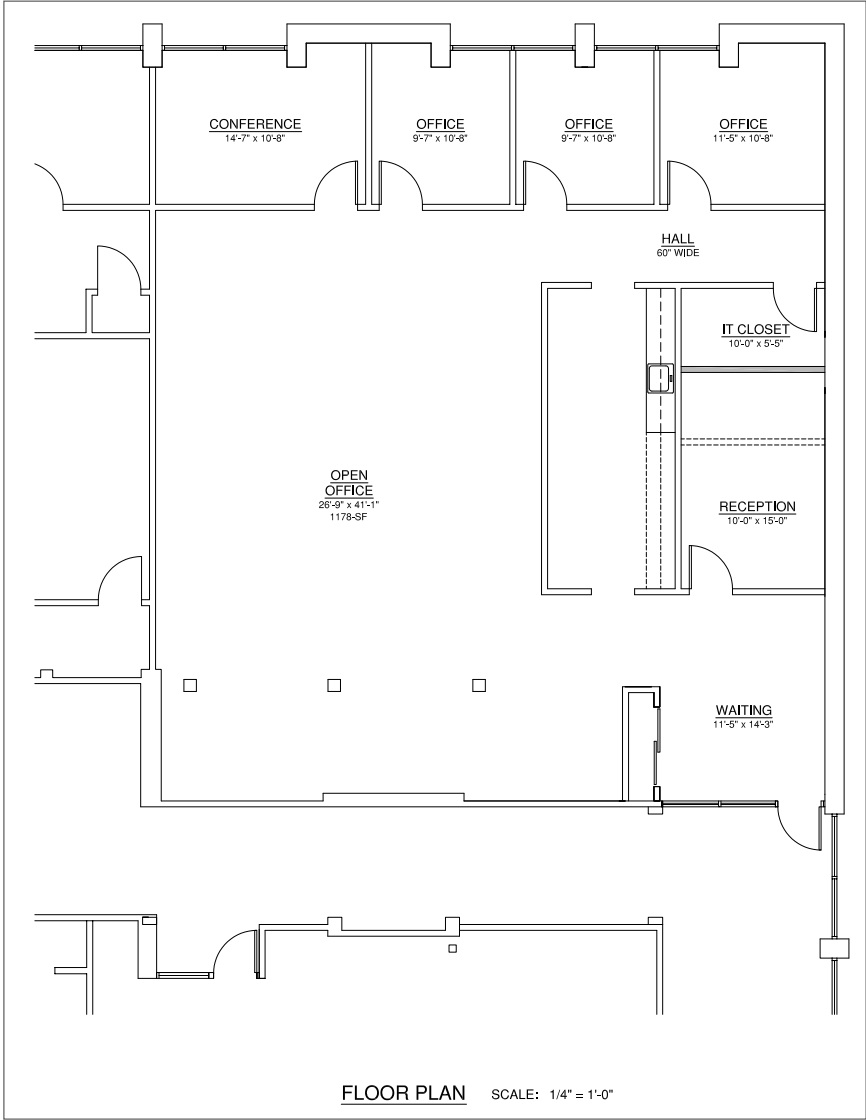 CONFERENCE
14'-7" x 10'-8"
OFFICE
9'-7" x 10'-8"
OFFICE
9'-7" x 10'-8"
OFFICE
11'-5" x 10'-8"
HALL
60" WIDE
IT CLOSET
10'-0" x 5'-5"
OPEN
OFFICE
26'-9" x 41'-1"
1178-SF
RECEPTION
10'-0" x 15'-0"
WAITING
11'-5" x 14'-3"
FLOOR PLAN SCALE: 1/4" = 1'-0"